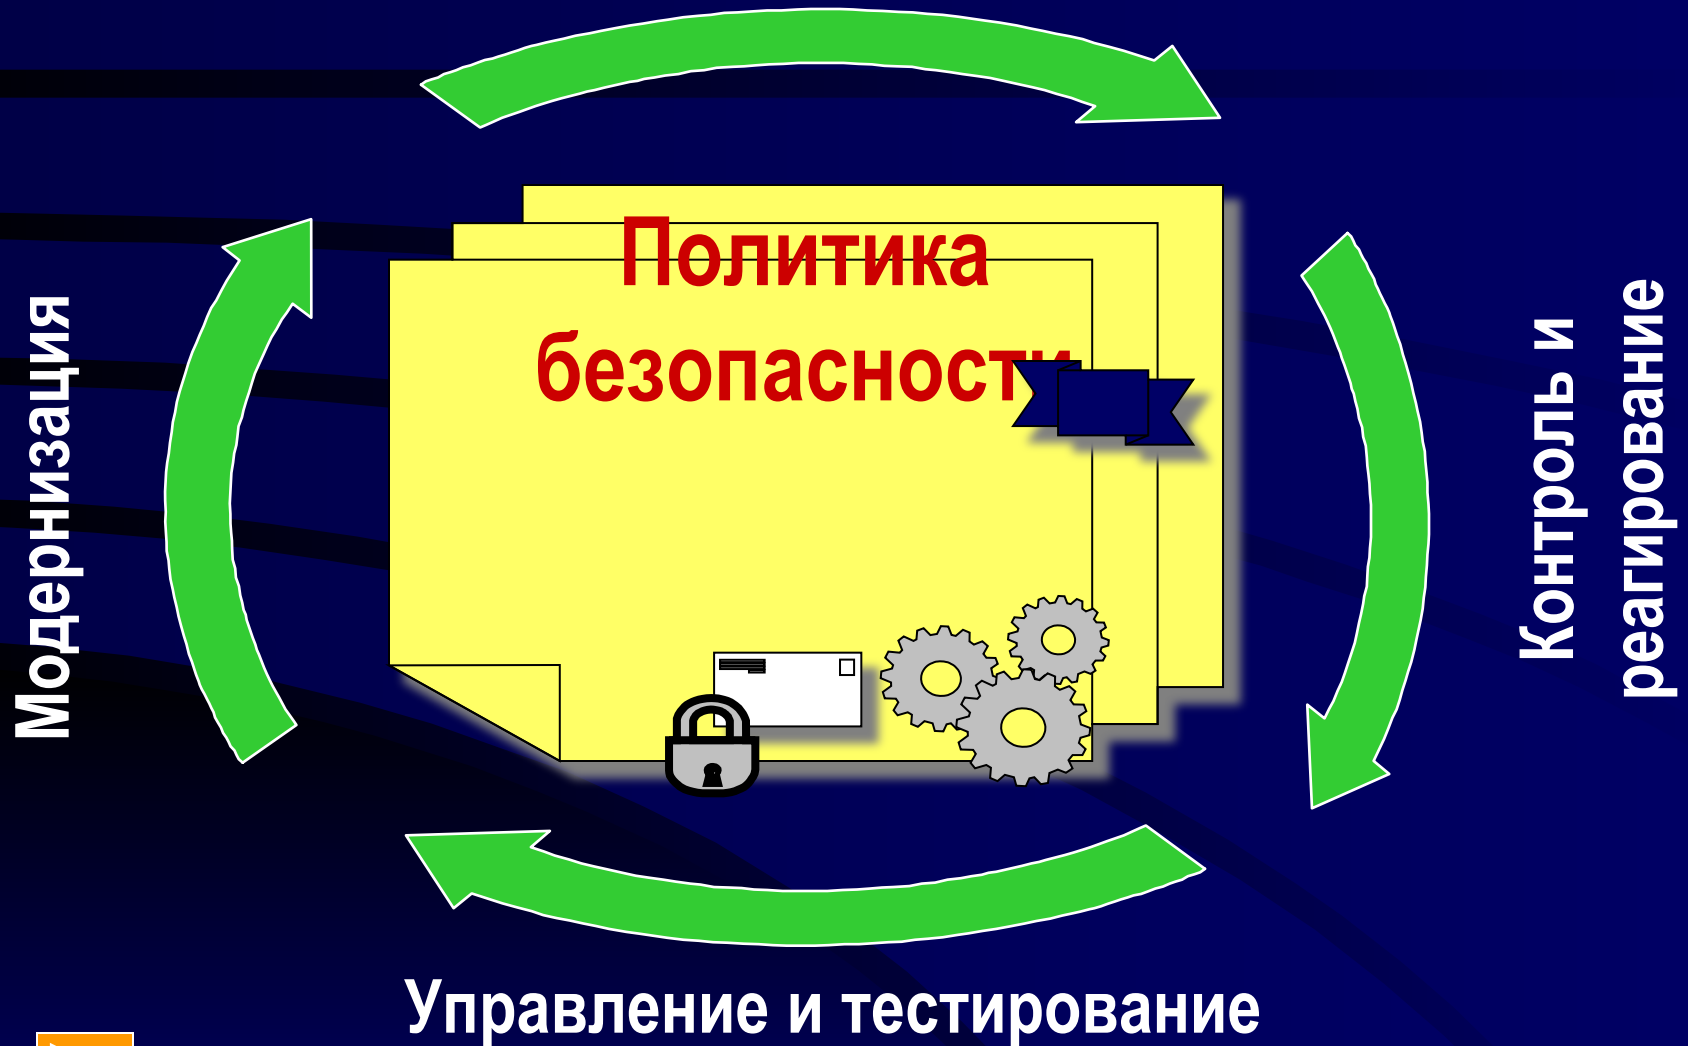 Политика
безопасности
Модернизация
Контроль и
реагирование
Управление и тестирование